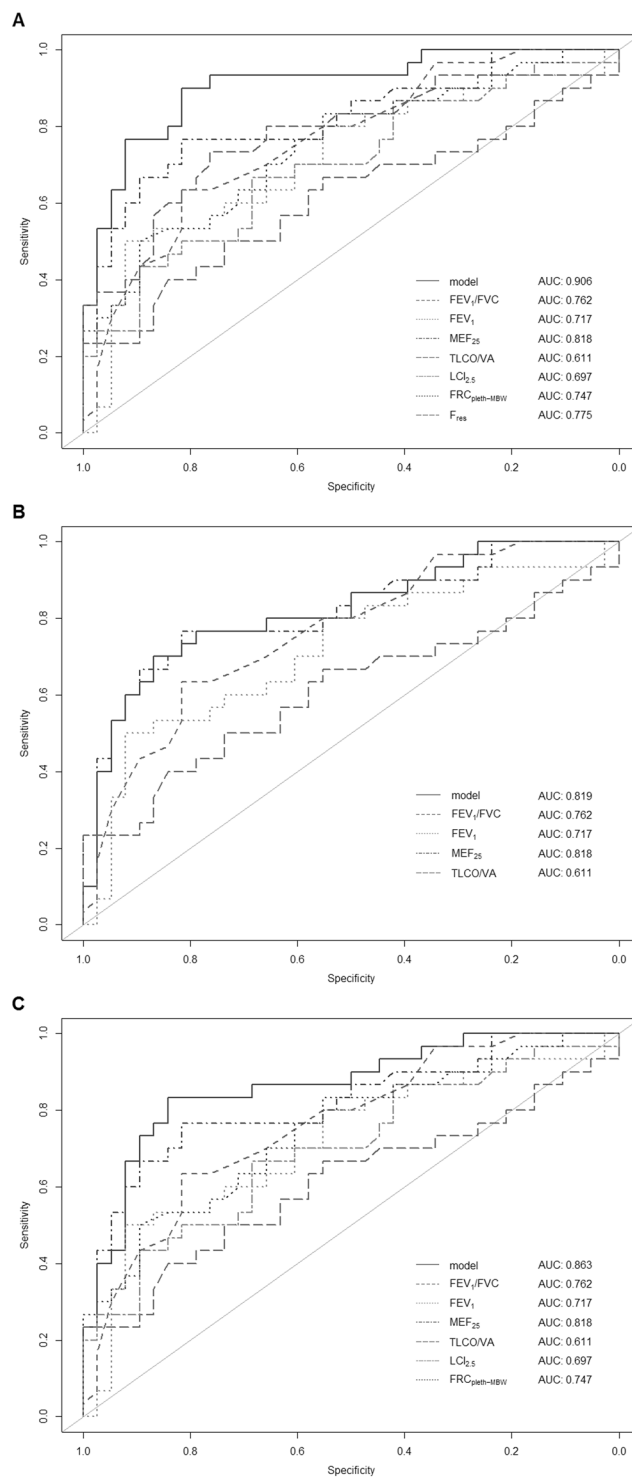 A
1.0
0.8
0.6
0.4
0.2
0.0
Sensitivity
model AUC: 0.906
FEV₁/FVC AUC: 0.762
FEV₁ AUC: 0.717
MEF₂₅ AUC: 0.818
TLCO/VA AUC: 0.611
LCI₂.₅ AUC: 0.697
FRCpleth−MBW AUC: 0.747
Fres AUC: 0.775
1.0 0.8 0.6 0.4 0.2 0.0
Specificity
B
1.0
0.8
0.6
0.4
0.2
0.0
Sensitivity
model AUC: 0.819
FEV₁/FVC AUC: 0.762
FEV₁ AUC: 0.717
MEF₂₅ AUC: 0.818
TLCO/VA AUC: 0.611
1.0 0.8 0.6 0.4 0.2 0.0
Specificity
C
1.0
0.8
0.6
0.4
0.2
0.0
Sensitivity
model AUC: 0.863
FEV₁/FVC AUC: 0.762
FEV₁ AUC: 0.717
MEF₂₅ AUC: 0.818
TLCO/VA AUC: 0.611
LCI₂.₅ AUC: 0.697
FRCpleth−MBW AUC: 0.747
1.0 0.8 0.6 0.4 0.2 0.0
Specificity